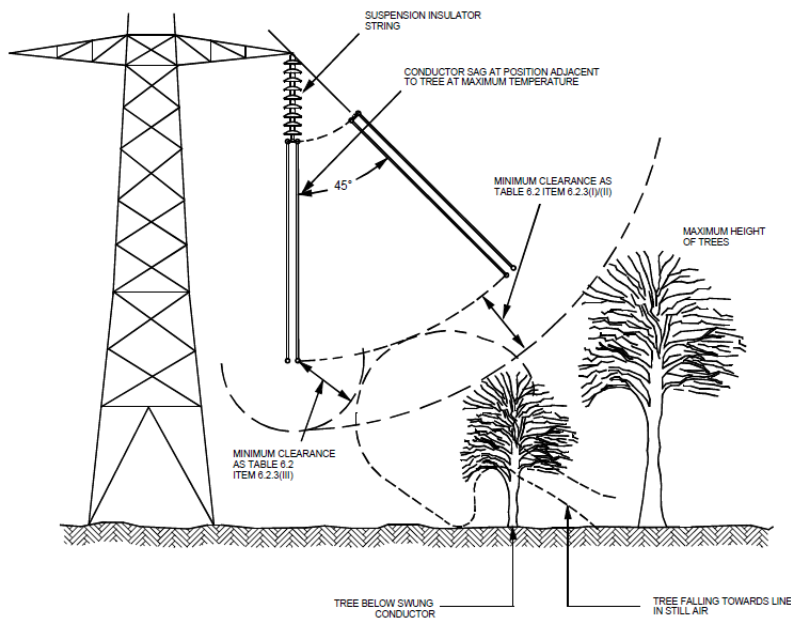 SUSPENSION INSULATOR
STRING
CONDUCTOR SAG AT POSITION ADJACENT
TO TREE AT MAXIMUM TEMPERATURE
45°
MINIMUM CLEARANCE AS
TABLE 6.2 ITEM 6.2.3(I)/(II)
MAXIMUM HEIGHT
OF TREES
MINIMUM CLEARANCE
AS TABLE 6.2
ITEM 6.2.3(III)
TREE BELOW SWUNG
CONDUCTOR
TREE FALLING TOWARDS LINE
IN STILL AIR